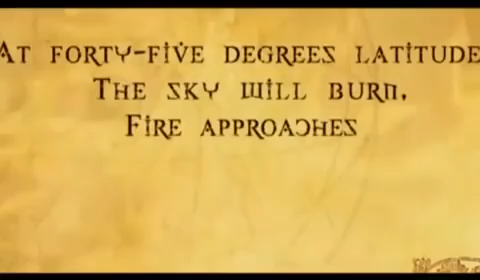 At forty-five degrees latitude
The sky will burn,
Fire approaches